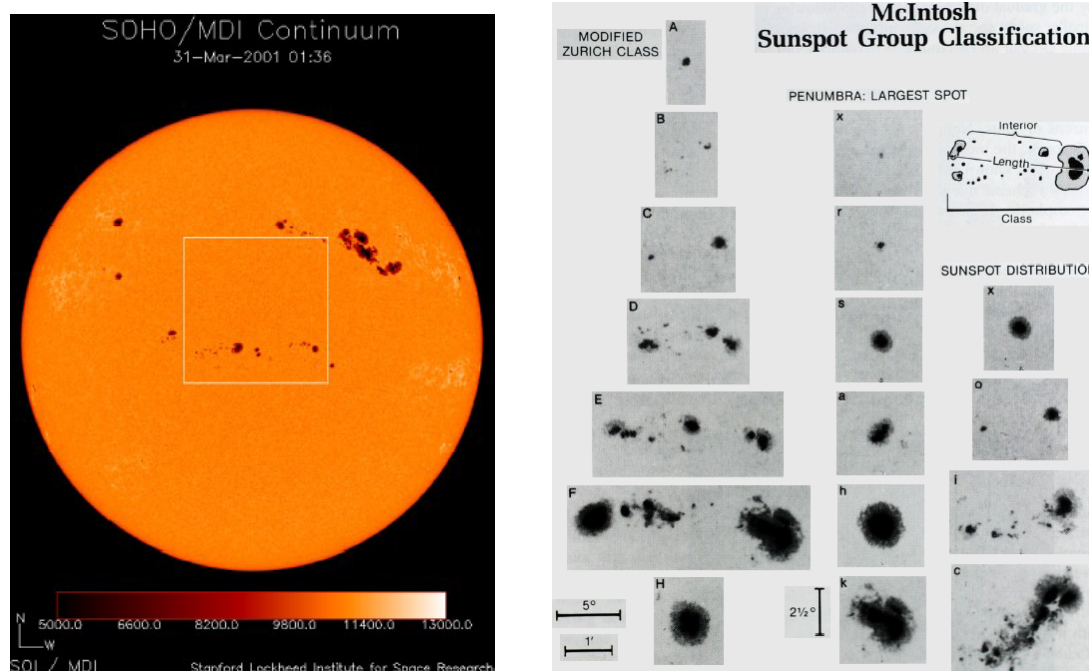 SOHO/MDI Continuum
31-Mar-2001 01:36
5000.0 6600.0 8200.0 9800.0 11400.0 13000.0
N
W
SOI / MDI
Stanford Lockheed Institute for Space Research
McIntosh
Sunspot Group Classification
MODIFIED
ZURICH CLASS
A
B
C
D
E
F
H
5°
1'
PENUMBRA: LARGEST SPOT
x
r
s
a
h
k
2½°
Interior
Length
Class
SUNSPOT DISTRIBUTION
x
o
i
c